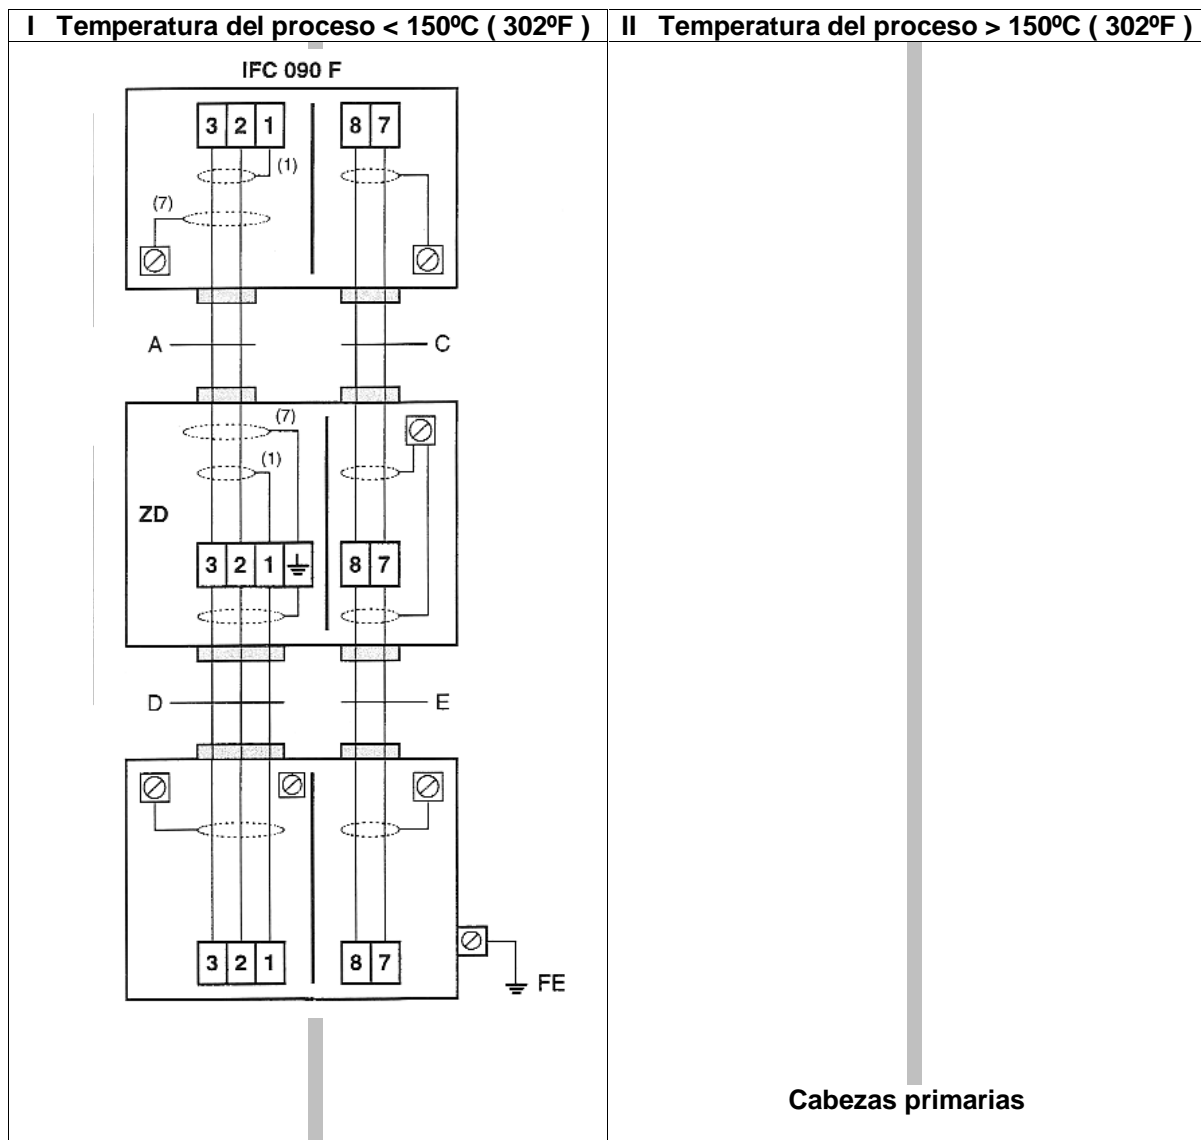 I Temperatura del proceso < 150ºC ( 302ºF )
II Temperatura del proceso > 150ºC ( 302ºF )
IFC 090 F
3 2 1
8 7
(1)
(7)
A
C
(7)
(1)
ZD
3 2 1
8 7
D
E
3 2 1
8 7
FE
Cabezas primarias